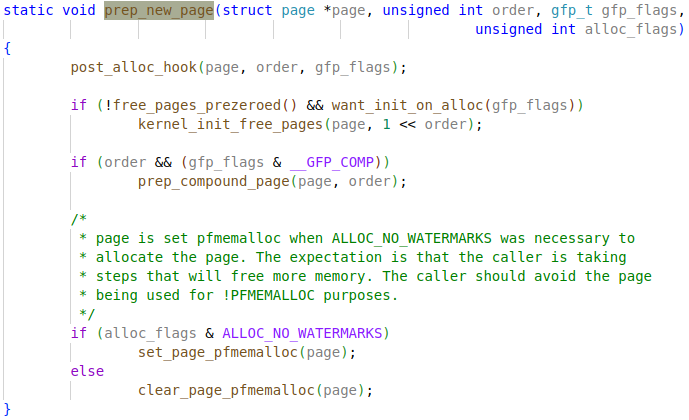 static void prep_new_page(struct page *page, unsigned int order, gfp_t gfp_flags,
unsigned int alloc_flags)
{
post_alloc_hook(page, order, gfp_flags);
if (!free_pages_prezeroed() && want_init_on_alloc(gfp_flags))
kernel_init_free_pages(page, 1 << order);
if (order && (gfp_flags & __GFP_COMP))
prep_compound_page(page, order);
/*
* page is set pfmemalloc when ALLOC_NO_WATERMARKS was necessary to
* allocate the page. The expectation is that the caller is taking
* steps that will free more memory. The caller should avoid the page
* being used for !PFMEMALLOC purposes.
*/
if (alloc_flags & ALLOC_NO_WATERMARKS)
set_page_pfmemalloc(page);
else
clear_page_pfmemalloc(page);
}